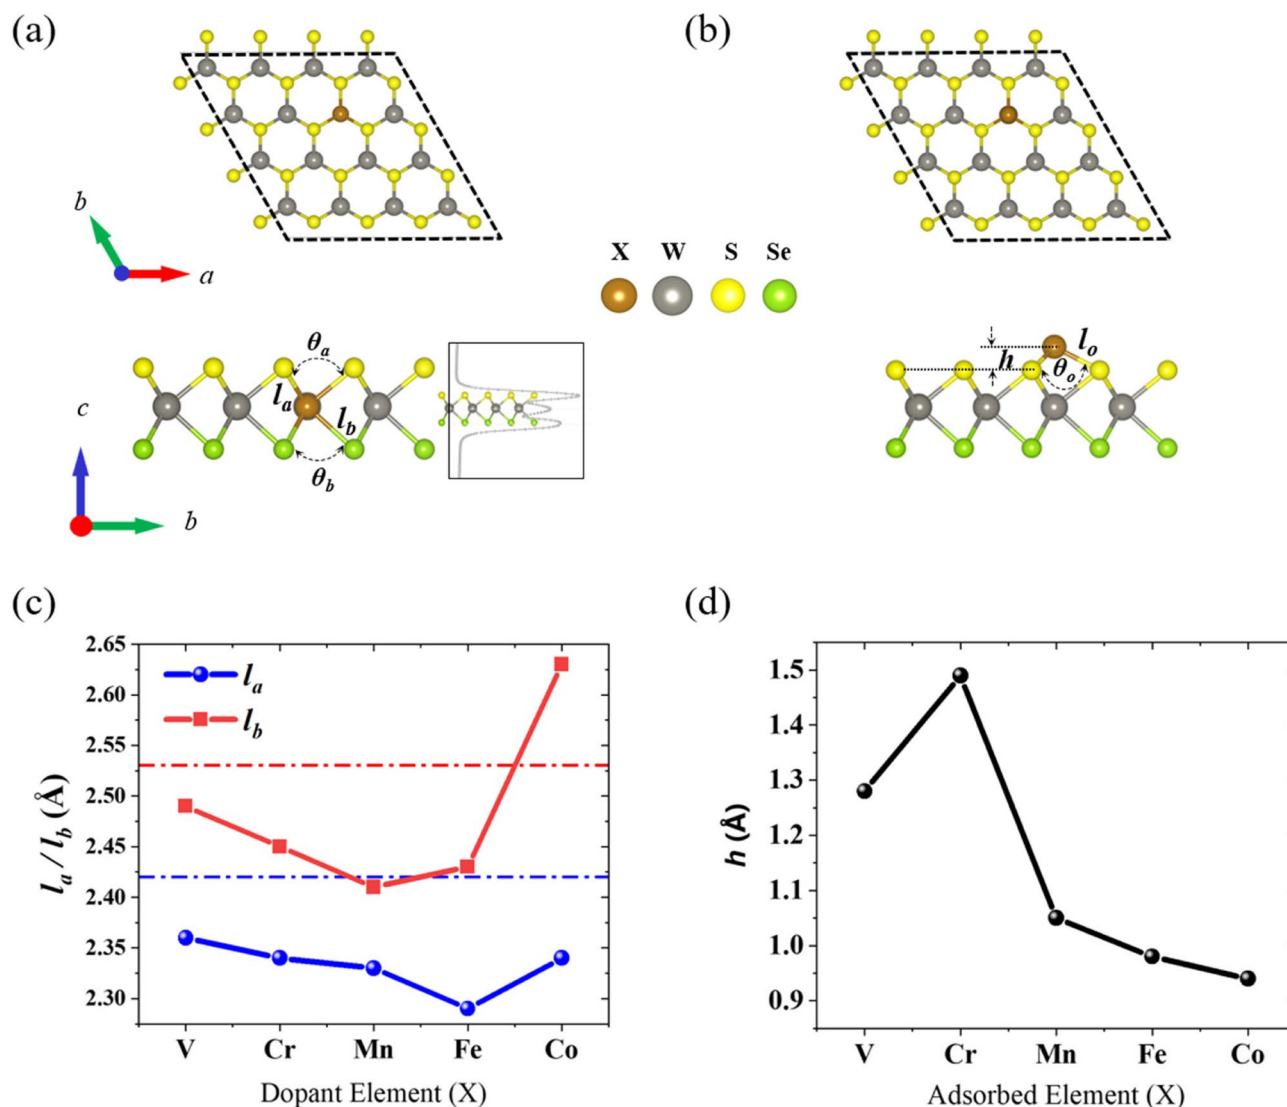 (a)
(b)
b
a
X W S Se
θa
la
lb
θb
c
b
h
lo
θo
(c)
(d)
la
lb
la / lb (Å)
2.65
2.60
2.55
2.50
2.45
2.40
2.35
2.30
V Cr Mn Fe Co
Dopant Element (X)
h (Å)
1.5
1.4
1.3
1.2
1.1
1.0
0.9
V Cr Mn Fe Co
Adsorbed Element (X)